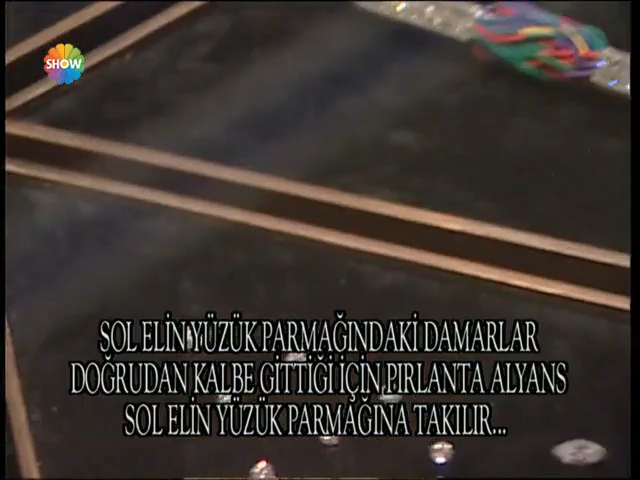 SHOW
SOL ELİN YÜZÜK PARMAĞINDAKİ DAMARLAR
DOĞRUDAN KALBE GİTTİĞİ İÇİN PIRLANTA ALYANS
SOL ELİN YÜZÜK PARMAĞINA TAKILIR...